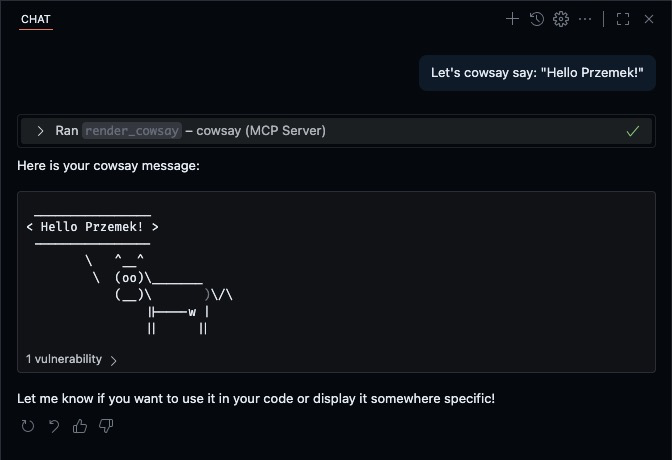 CHAT
Let's cowsay say: "Hello Przemek!"
Ran render_cowsay – cowsay (MCP Server)
Here is your cowsay message:
 ________________
< Hello Przemek! >
 ----------------
        \   ^__^
         \  (oo)\_______
            (__)\       )\/\
                ||----w |
                ||     ||
1 vulnerability
Let me know if you want to use it in your code or display it somewhere specific!